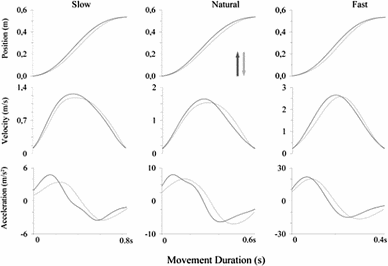 Slow Natural Fast
Position (m)
0,6 0,6 0,6
0,4 0,4 0,4
0,2 0,2 0,2
0,0 0,0 0,0
Velocity (m/s)
1,4 2 3
0,7 1 2
1
0 0 0
Acceleration (m/s²)
6 10 30
0 0 0
-6 -10 -30
0 0.8s 0 0.6s 0 0.4s
Movement Duration (s)